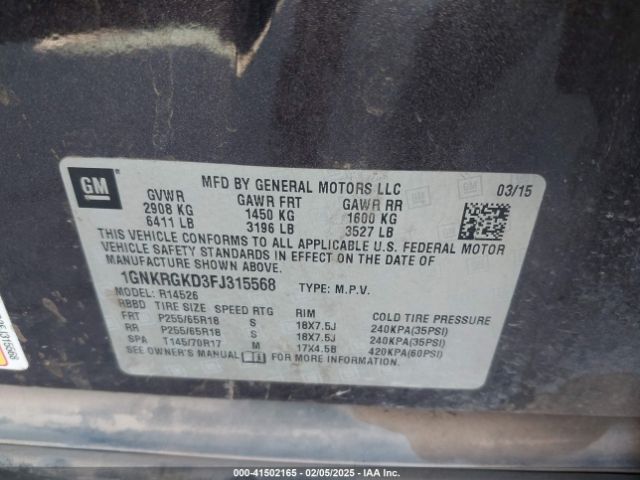 GM
MFD BY GENERAL MOTORS LLC
03/15
GVWR GAWR FRT GAWR RR
2908 KG 1450 KG 1600 KG
6411 LB 3196 LB 3527 LB
THIS VEHICLE CONFORMS TO ALL APPLICABLE U.S. FEDERAL MOTOR
VEHICLE SAFETY STANDARDS IN EFFECT ON THE DATE OF
MANUFACTURE SHOWN ABOVE.
1GNKRGKD3FJ315568 TYPE: M.P.V.
MODEL: R14526
RBBD TIRE SIZE SPEED RTG RIM COLD TIRE PRESSURE
FRT P255/65R18 S 18X7.5J 240KPA(35PSI)
RR P255/65R18 S 18X7.5J 240KPA(35PSI)
SPA T145/70R17 M 17X4.5B 420KPA(60PSI)
SEE OWNER'S MANUAL FOR MORE INFORMATION.
000-41502165 - 02/05/2025 - IAA Inc.